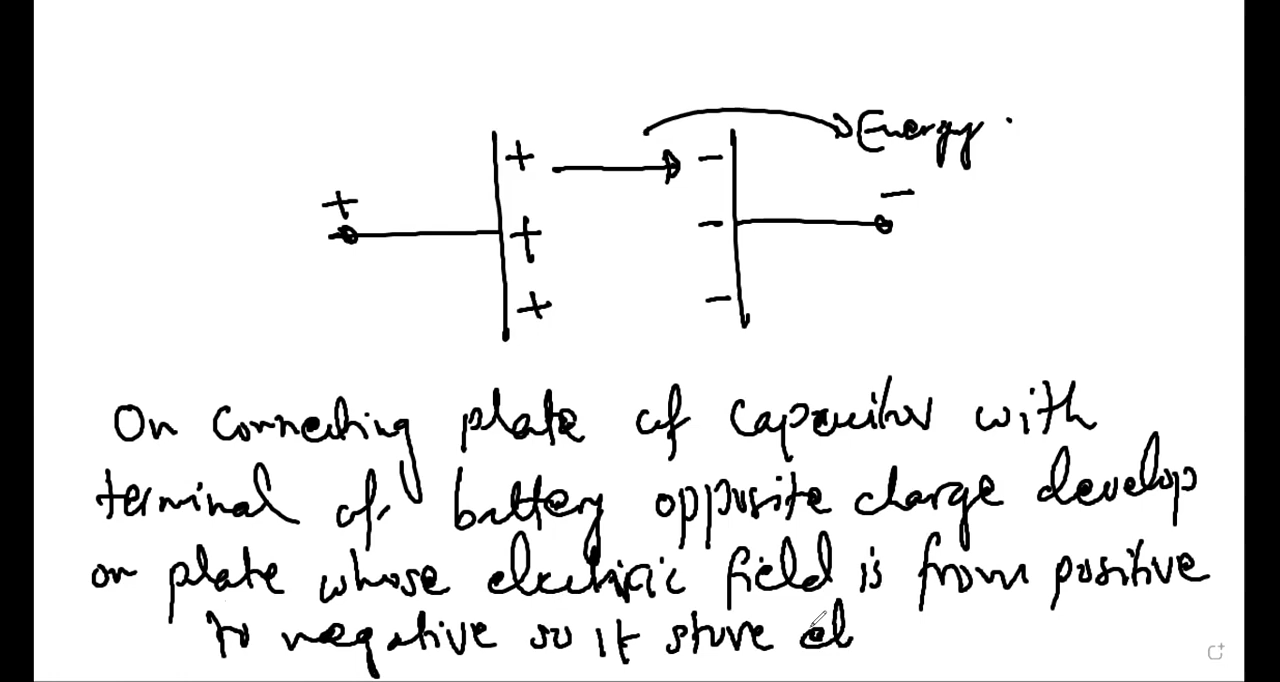 Energy
+ -
+ -
+ -
+ -
On connecting plate of capacitor with
terminal of battery opposite charge develop
on plate whose electric field is from positive
to negative so it store el